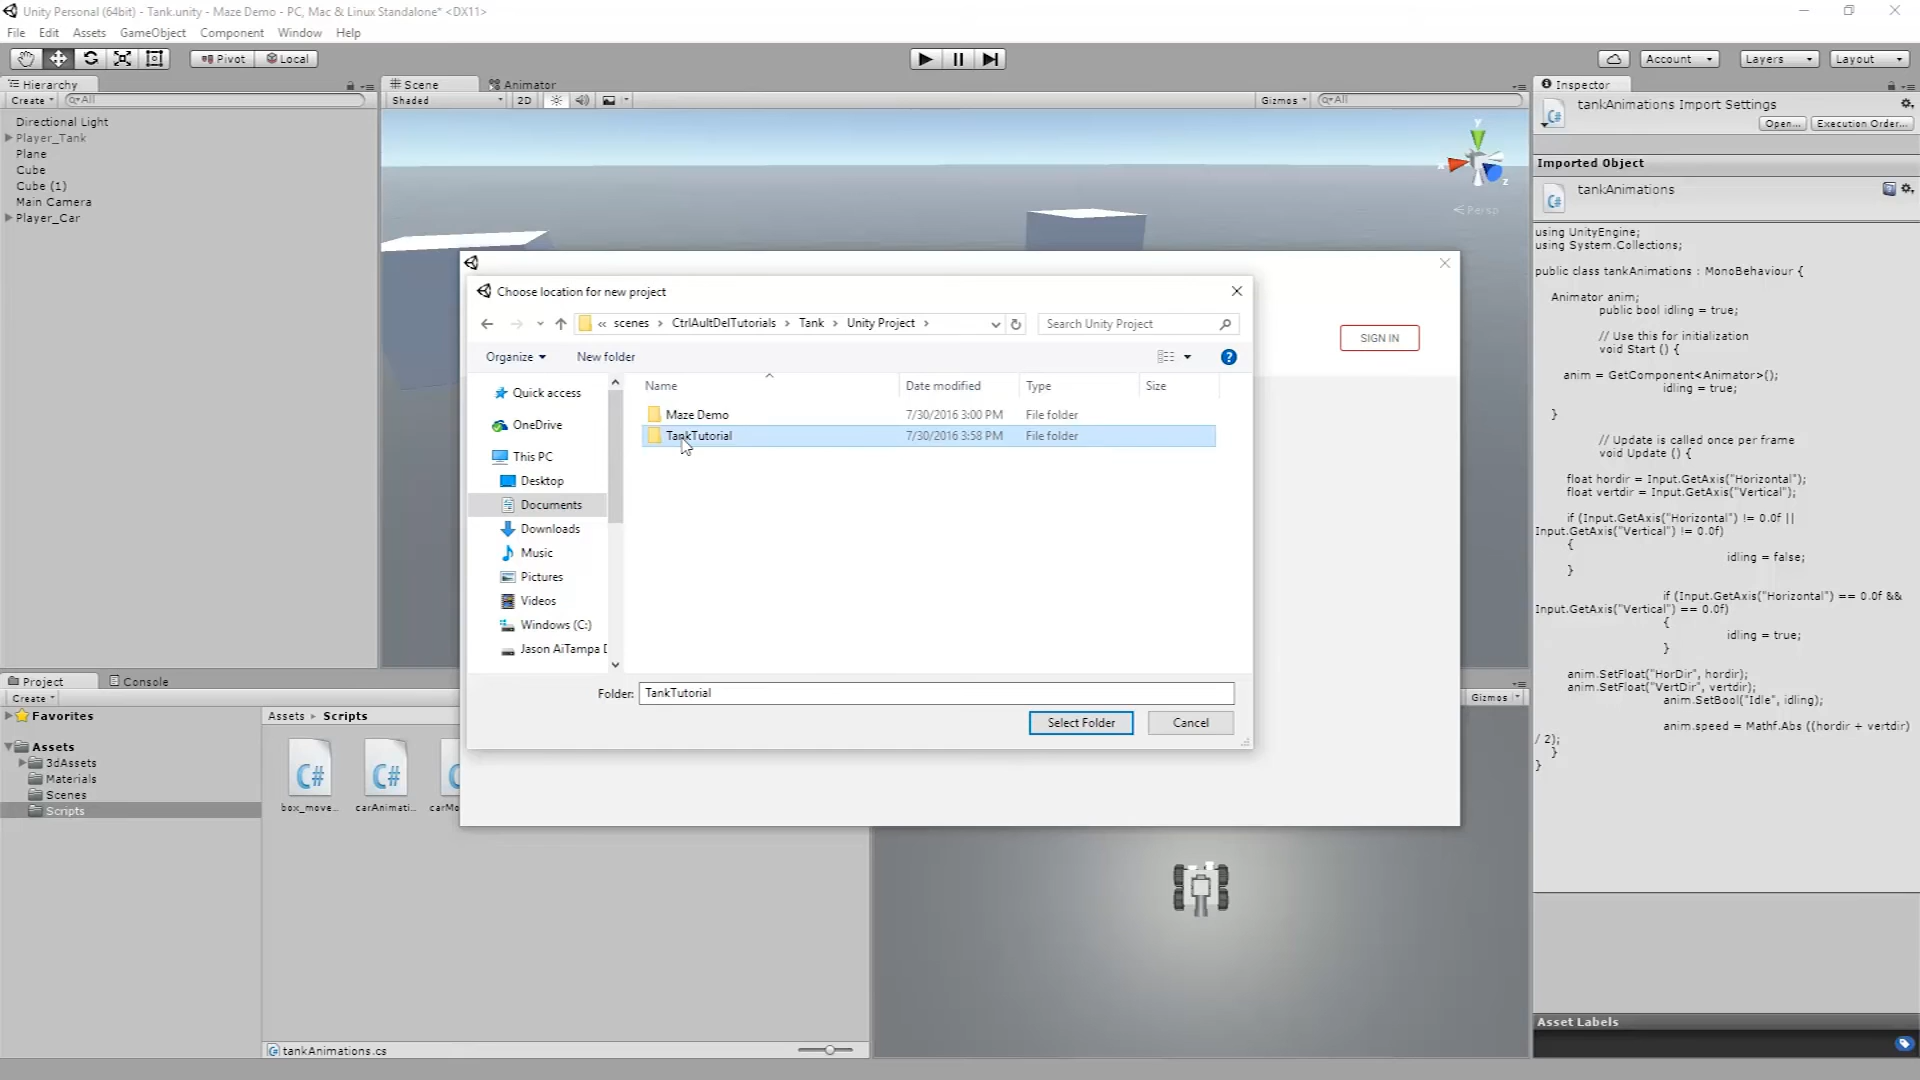 Unity Personal (64bit) - Tank.unity - Maze Demo - PC, Mac & Linux Standalone* <DX11>
File Edit Assets GameObject Component Window Help
Pivot Local Account Layers Layout
Hierarchy
Create All
Directional Light
Player_Tank
Plane
Cube
Cube (1)
Main Camera
Player_Car
Scene Animator
Shaded 2D Gizmos All
Y
x
z
Persp
Choose location for new project
« scenes › CtrlAultDelTutorials › Tank › Unity Project ›
Search Unity Project
Organize New folder
?
Quick access
OneDrive
This PC
Desktop
Documents
Downloads
Music
Pictures
Videos
Windows (C:)
Jason AiTampa D
Name Date modified Type Size
Maze Demo 7/30/2016 3:00 PM File folder
TankTutorial 7/30/2016 3:58 PM File folder
Folder: TankTutorial
Select Folder Cancel
SIGN IN
Project Console
Create
Favorites
Assets
3dAssets
Materials
Scenes
Scripts
Assets ▸ Scripts
C# C# C
box_move... carAnimati... carMo
tankAnimations.cs
Gizmos
Inspector
C#
tankAnimations Import Settings
Open... Execution Order...
Imported Object
C#
tankAnimations
using UnityEngine;
using System.Collections;
public class tankAnimations : MonoBehaviour {
Animator anim;
public bool idling = true;
// Use this for initialization
void Start () {
anim = GetComponent<Animator>();
idling = true;
}
// Update is called once per frame
void Update () {
float hordir = Input.GetAxis("Horizontal");
float vertdir = Input.GetAxis("Vertical");
if (Input.GetAxis("Horizontal") != 0.0f ||
Input.GetAxis("Vertical") != 0.0f)
{
idling = false;
}
if (Input.GetAxis("Horizontal") == 0.0f &&
Input.GetAxis("Vertical") == 0.0f)
{
idling = true;
}
anim.SetFloat("HorDir", hordir);
anim.SetFloat("VertDir", vertdir);
anim.SetBool("Idle", idling);
anim.speed = Mathf.Abs ((hordir + vertdir)
/ 2);
}
}
Asset Labels